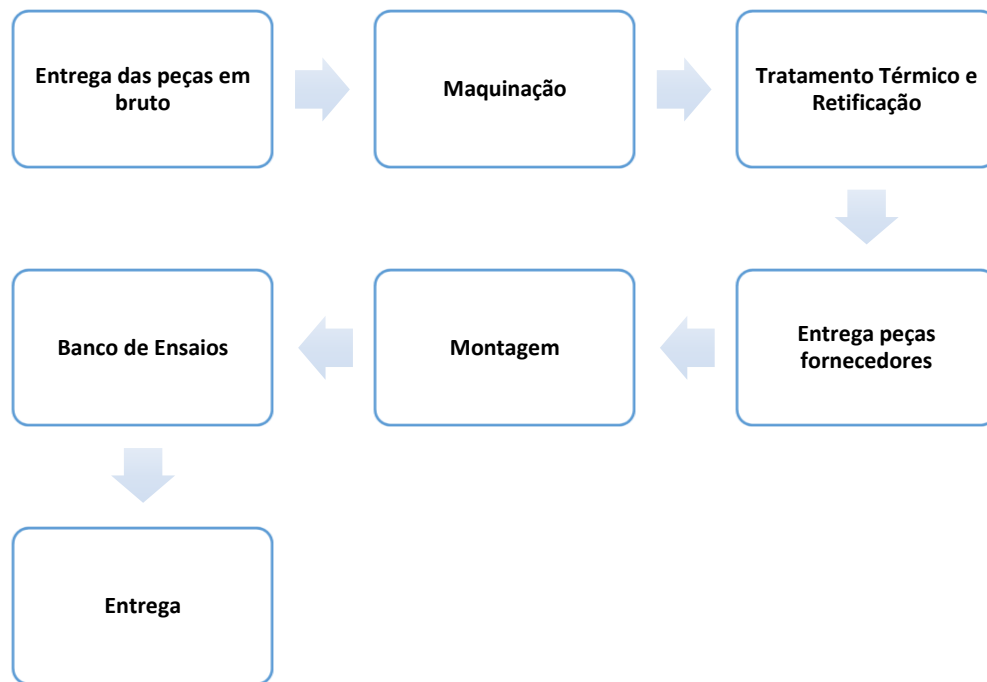 Entrega das peças em
bruto
Maquinação
Tratamento Térmico e
Retificação
Entrega peças
fornecedores
Montagem
Banco de Ensaios
Entrega